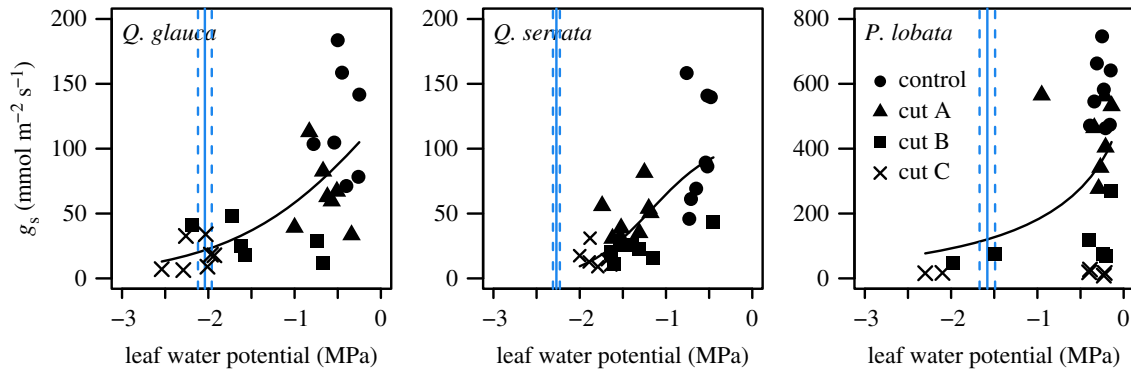 Q. glauca
Q. serrata
P. lobata
control
cut A
cut B
cut C
gs (mmol m−2 s−1)
200
150
100
50
0
200
150
100
50
0
800
600
400
200
0
−3 −2 −1 0
−3 −2 −1 0
−3 −2 −1 0
leaf water potential (MPa)
leaf water potential (MPa)
leaf water potential (MPa)